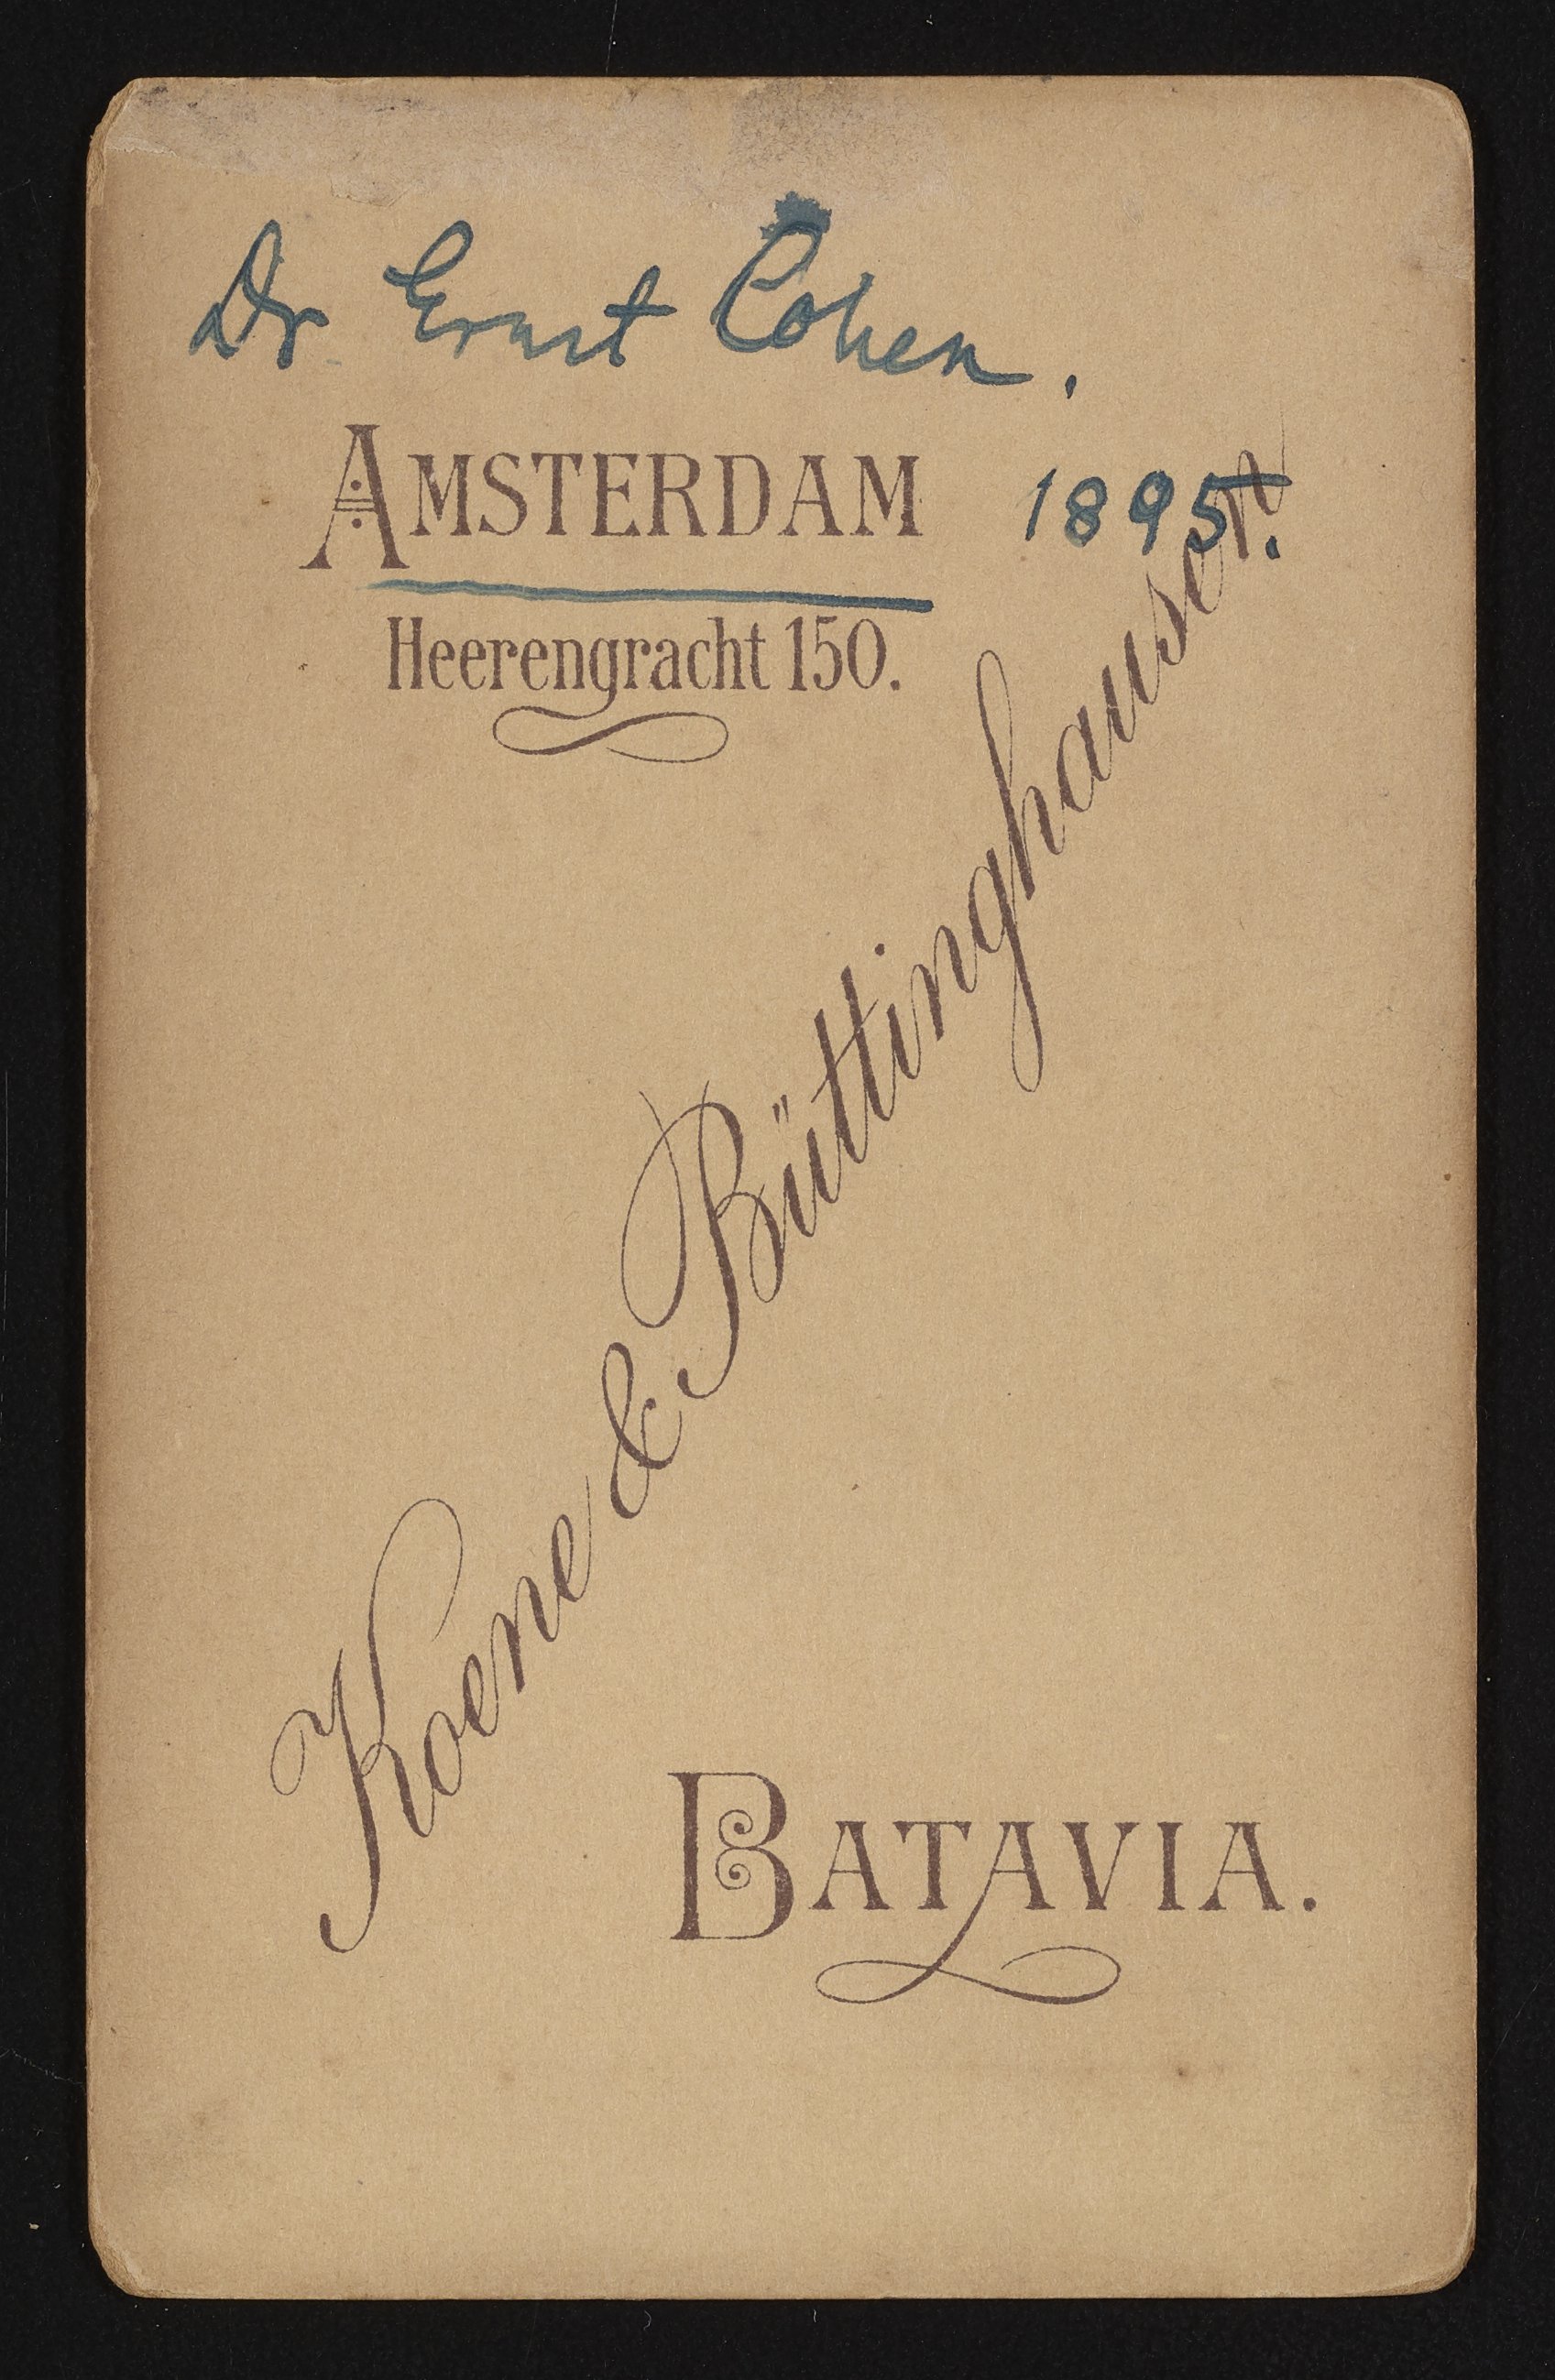 Dr Ernst Cohen.
AMSTERDAM 1895.
Heerengracht 150.
Koene & Büttinghausen
BATAVIA.